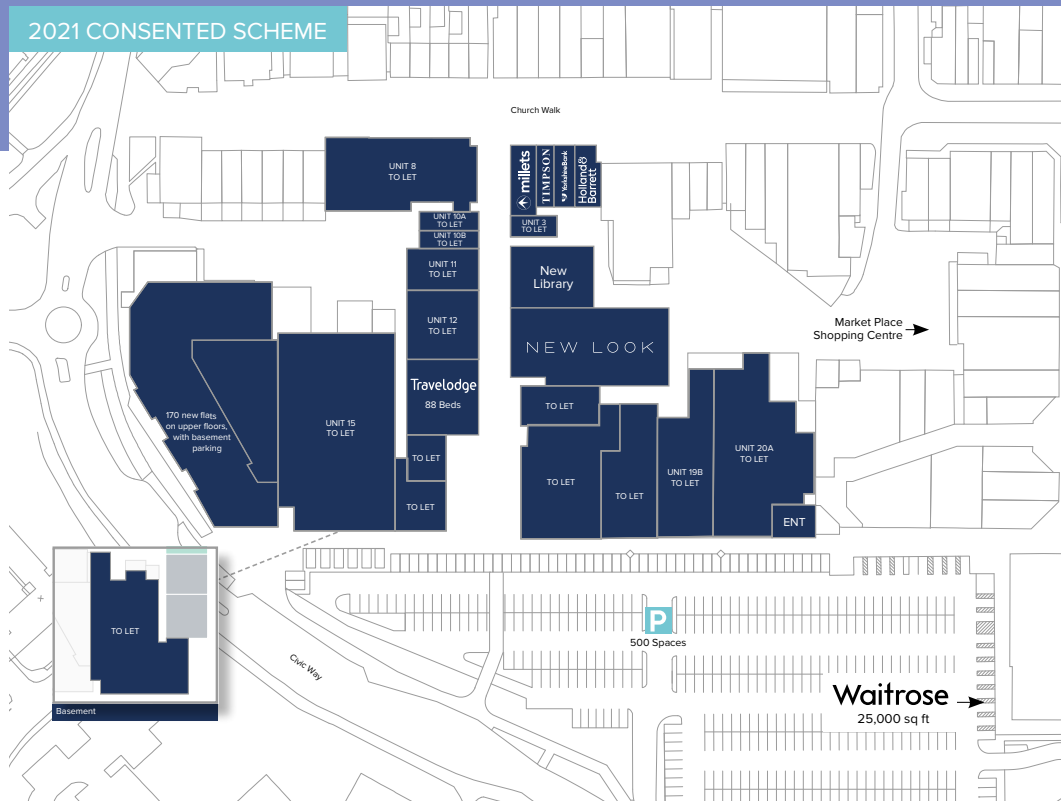 2021 CONSENTED SCHEME
Church Walk
UNIT 8
TO LET
millets
TIMPSON
YorkshireBank
Holland&
Barrett
UNIT 10A
TO LET
UNIT 10B
TO LET
UNIT 3
TO LET
UNIT 11
TO LET
New
Library
UNIT 12
TO LET
NEW LOOK
Market Place
Shopping Centre
Travelodge
88 Beds
TO LET
170 new flats
on upper floors,
with basement
parking
UNIT 15
TO LET
TO LET
TO LET
TO LET
TO LET
UNIT 19B
TO LET
UNIT 20A
TO LET
ENT
TO LET
Basement
Civic Way
P
500 Spaces
Waitrose
25,000 sq ft